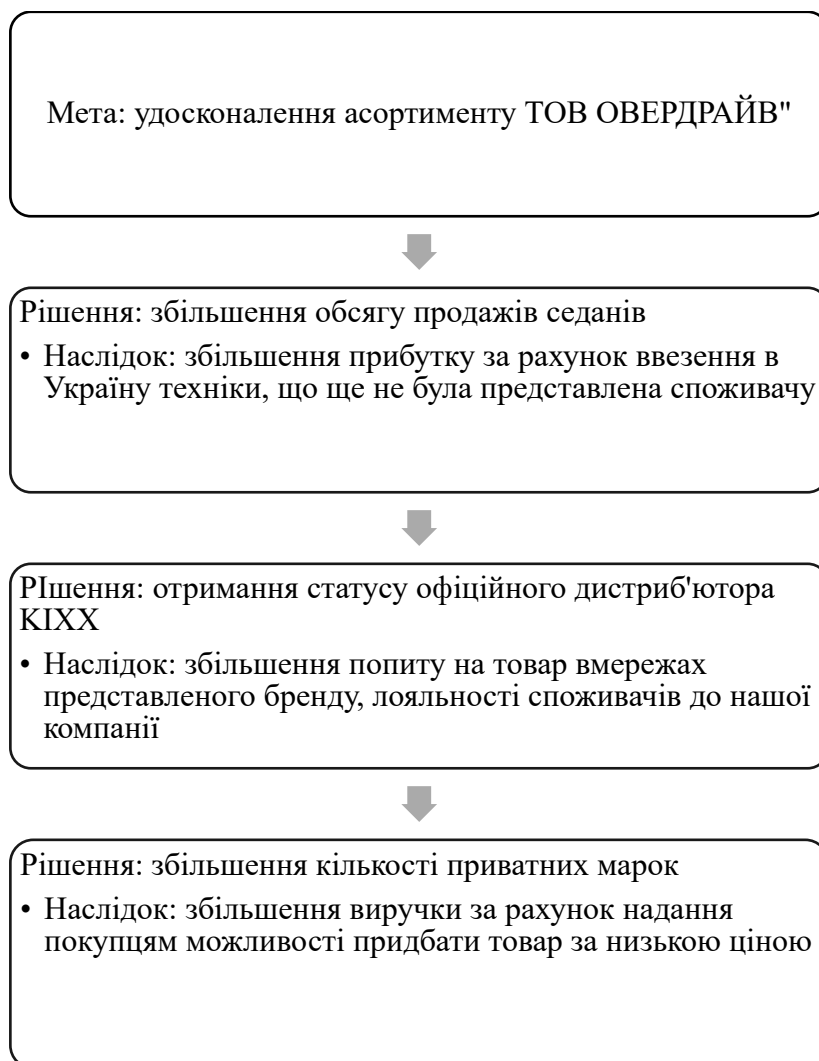 Мета: удосконалення асортименту ТОВ ОВЕРДРАЙВ"
Рішення: збільшення обсягу продажів седанів
• Наслідок: збільшення прибутку за рахунок ввезення в
Україну техніки, що ще не була представлена споживачу
РІшення: отримання статусу офіційного дистриб'ютора
KIXX
• Наслідок: збільшення попиту на товар вмережах
представленого бренду, лояльності споживачів до нашої
компанії
Рішення: збільшення кількості приватних марок
• Наслідок: збільшення виручки за рахунок надання
покупцям можливості придбати товар за низькою ціною